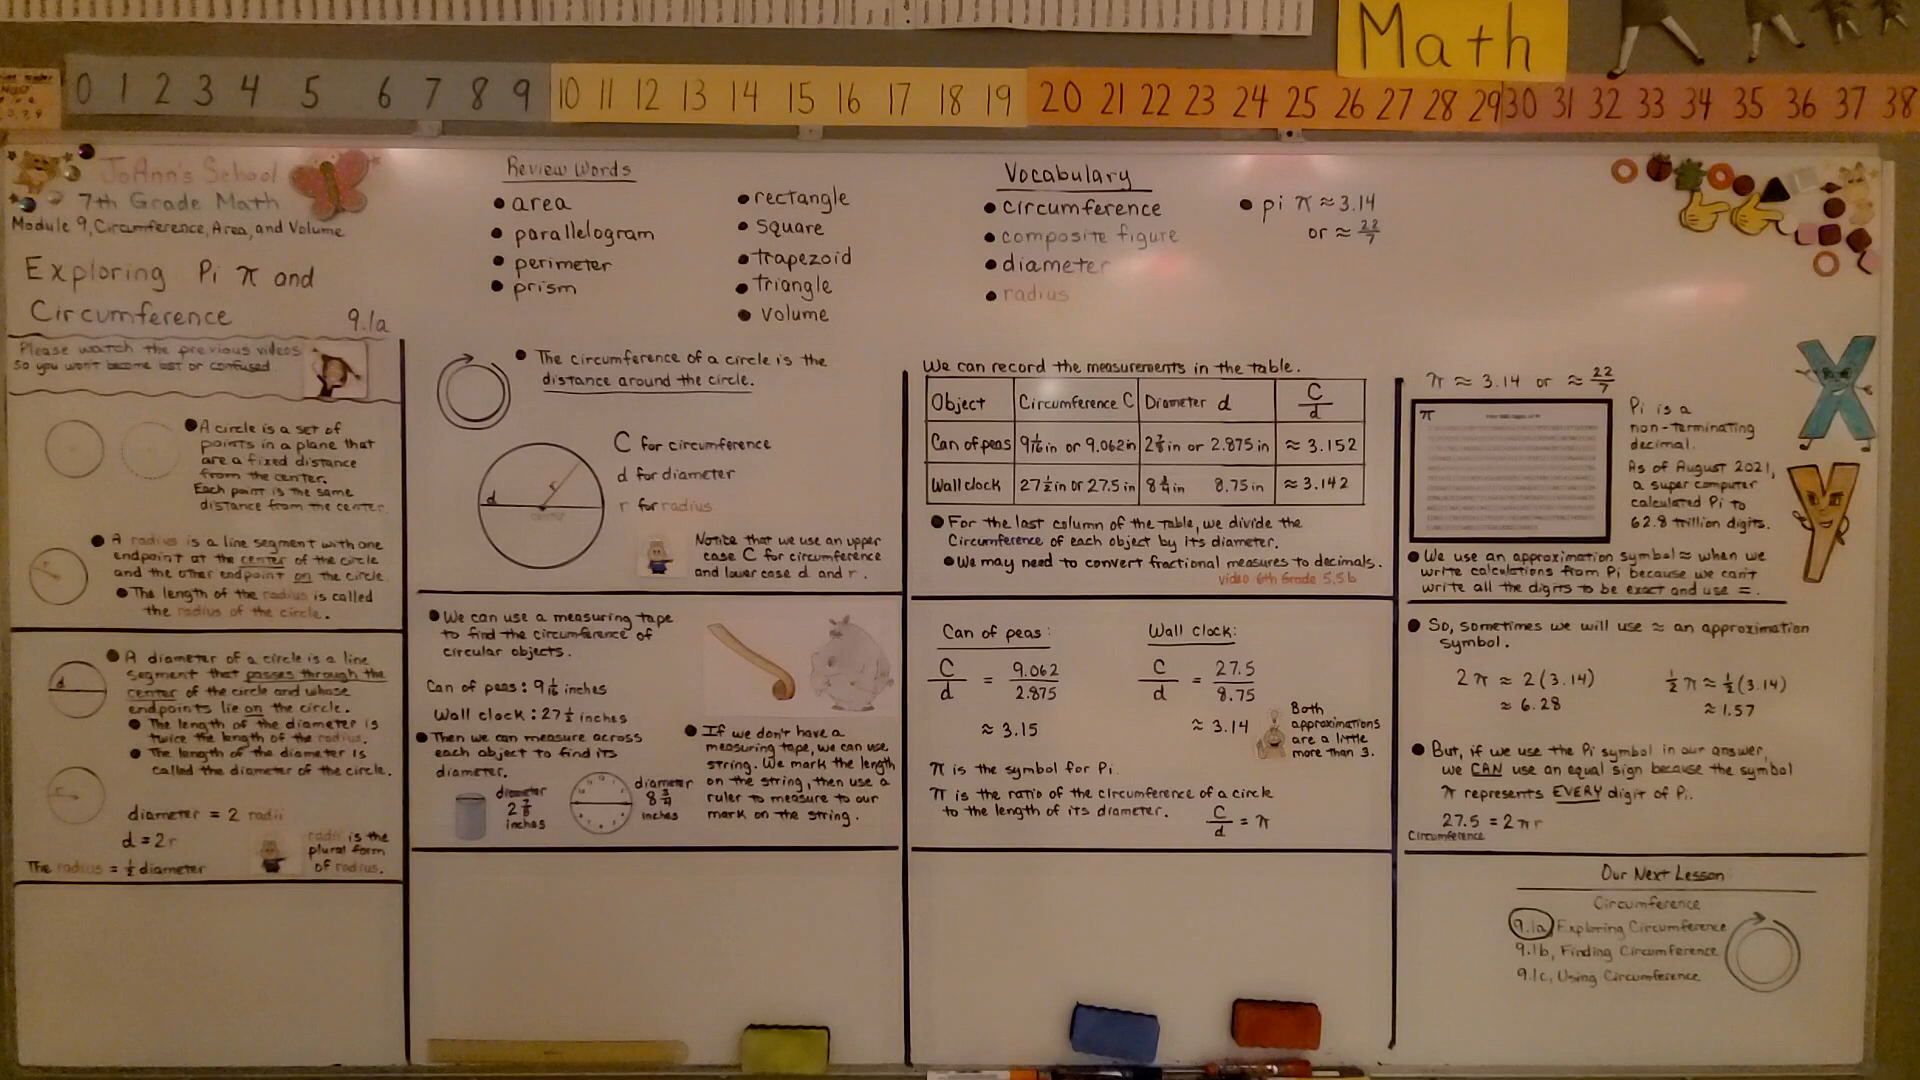 Math
0 1 2 3 4 5 6 7 8 9 10 11 12 13 14 15 16 17 18 19 20 21 22 23 24 25 26 27 28 29 30 31 32 33 34 35 36 37 38
JoAnn's School
7th Grade Math
Module 9, Circumference, Area, and Volume
Exploring Pi π and
Circumference 9.1a
Please watch the previous videos
so you won't become lost or confused
Review Words
• area
• parallelogram
• perimeter
• prism
• rectangle
• square
• trapezoid
• triangle
• volume
Vocabulary
• circumference
• composite figure
• diameter
• radius
• pi π ≈ 3.14
or ≈ 22/7
• A circle is a set of
points in a plane that
are a fixed distance
from the center.
Each point is the same
distance from the center.
• A radius is a line segment with one
endpoint at the center of the circle
and the other endpoint on the circle.
• The length of the radius is called
the radius of the circle.
r
d
• A diameter of a circle is a line
segment that passes through the
center of the circle and whose
endpoints lie on the circle.
• The length of the diameter is
twice the length of the radius.
• The length of the diameter is
called the diameter of the circle.
r
diameter = 2 radii
d = 2r
The radius = 1/2 diameter
radii is the
plural form
of radius.
• The circumference of a circle is the
distance around the circle.
C for circumference
d for diameter
r for radius
d
r
center
Notice that we use an upper
case C for circumference
and lower case d and r.
• We can use a measuring tape
to find the circumference of
circular objects.
Can of peas: 9 1/16 inches
Wall clock: 27 1/2 inches
• Then we can measure across
each object to find its
diameter.
diameter
2 7/8
inches
diameter
8 3/4
inches
• If we don't have a
measuring tape, we can use
string. We mark the length
on the string, then use a
ruler to measure to our
mark on the string.
We can record the measurements in the table.
Object Circumference C Diameter d C/d
Can of peas 9 1/16 in or 9.062 in 2 7/8 in or 2.875 in ≈ 3.152
Wall clock 27 1/2 in or 27.5 in 8 3/4 in 8.75 in ≈ 3.142
• For the last column of the table, we divide the
Circumference of each object by its diameter.
• We may need to convert fractional measures to decimals.
video 6th Grade 5.5b
Can of peas:
C/d = 9.062/2.875
≈ 3.15
Wall clock:
C/d = 27.5/8.75
≈ 3.14
Both
approximations
are a little
more than 3.
π is the symbol for Pi.
π is the ratio of the circumference of a circle
to the length of its diameter. C/d = π
π ≈ 3.14 or ≈ 22/7
π
Pi is a
non-terminating
decimal.
As of August 2021,
a super computer
calculated Pi to
62.8 trillion digits.
• We use an approximation symbol ≈ when we
write calculations from Pi because we can't
write all the digits to be exact and use =.
• So, sometimes we will use ≈ an approximation
symbol.
2π ≈ 2(3.14)
≈ 6.28
1/2 π ≈ 1/2 (3.14)
≈ 1.57
• But, if we use the Pi symbol in our answer,
we CAN use an equal sign because the symbol
π represents EVERY digit of Pi.
27.5 = 2πr
Circumference
Our Next Lesson
Circumference
9.1a, Exploring Circumference
9.1b, Finding Circumference
9.1c, Using Circumference
X
Y